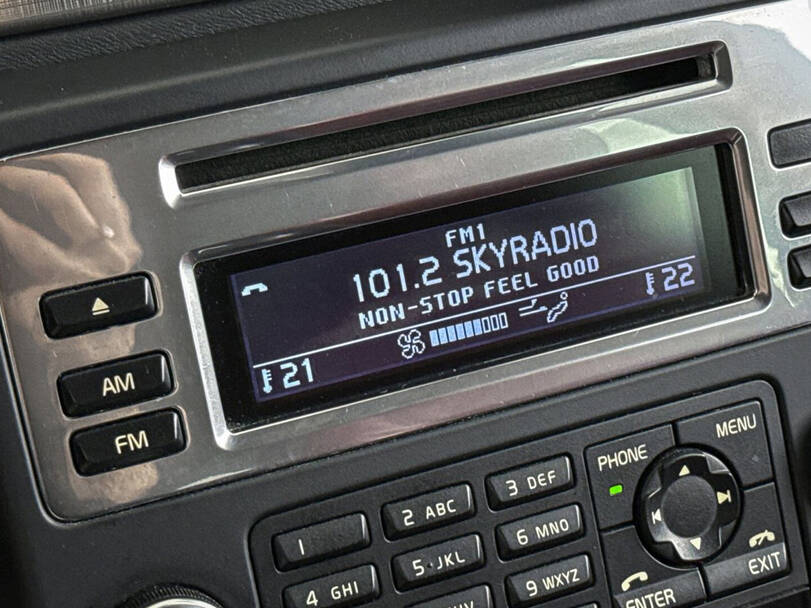 FM1
101.2 SKYRADIO
NON-STOP FEEL GOOD
21
22
AM
FM
1
2 ABC
3 DEF
4 GHI
5 JKL
6 MNO
9 WXYZ
PHONE
MENU
ENTER
EXIT